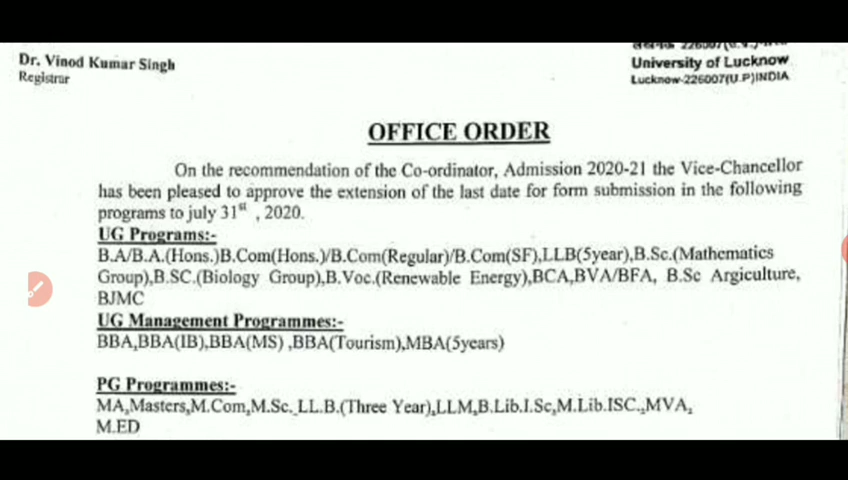 Dr. Vinod Kumar Singh
Registrar
University of Lucknow
Lucknow-226007(U.P)INDIA
OFFICE ORDER
On the recommendation of the Co-ordinator, Admission 2020-21 the Vice-Chancellor
has been pleased to approve the extension of the last date for form submission in the following
programs to july 31st , 2020.
UG Programs:-
B.A/B.A.(Hons.)B.Com(Hons.)/B.Com(Regular)/B.Com(SF),LLB(5year),B.Sc.(Mathematics
Group),B.SC.(Biology Group),B.Voc.(Renewable Energy),BCA,BVA/BFA, B.Sc Argiculture,
BJMC
UG Management Programmes:-
BBA,BBA(IB),BBA(MS) ,BBA(Tourism),MBA(5years)
PG Programmes:-
MA,Masters,M.Com,M.Sc. LL.B.(Three Year),LLM,B.Lib.I.Sc,M.Lib.ISC.,MVA,
M.ED